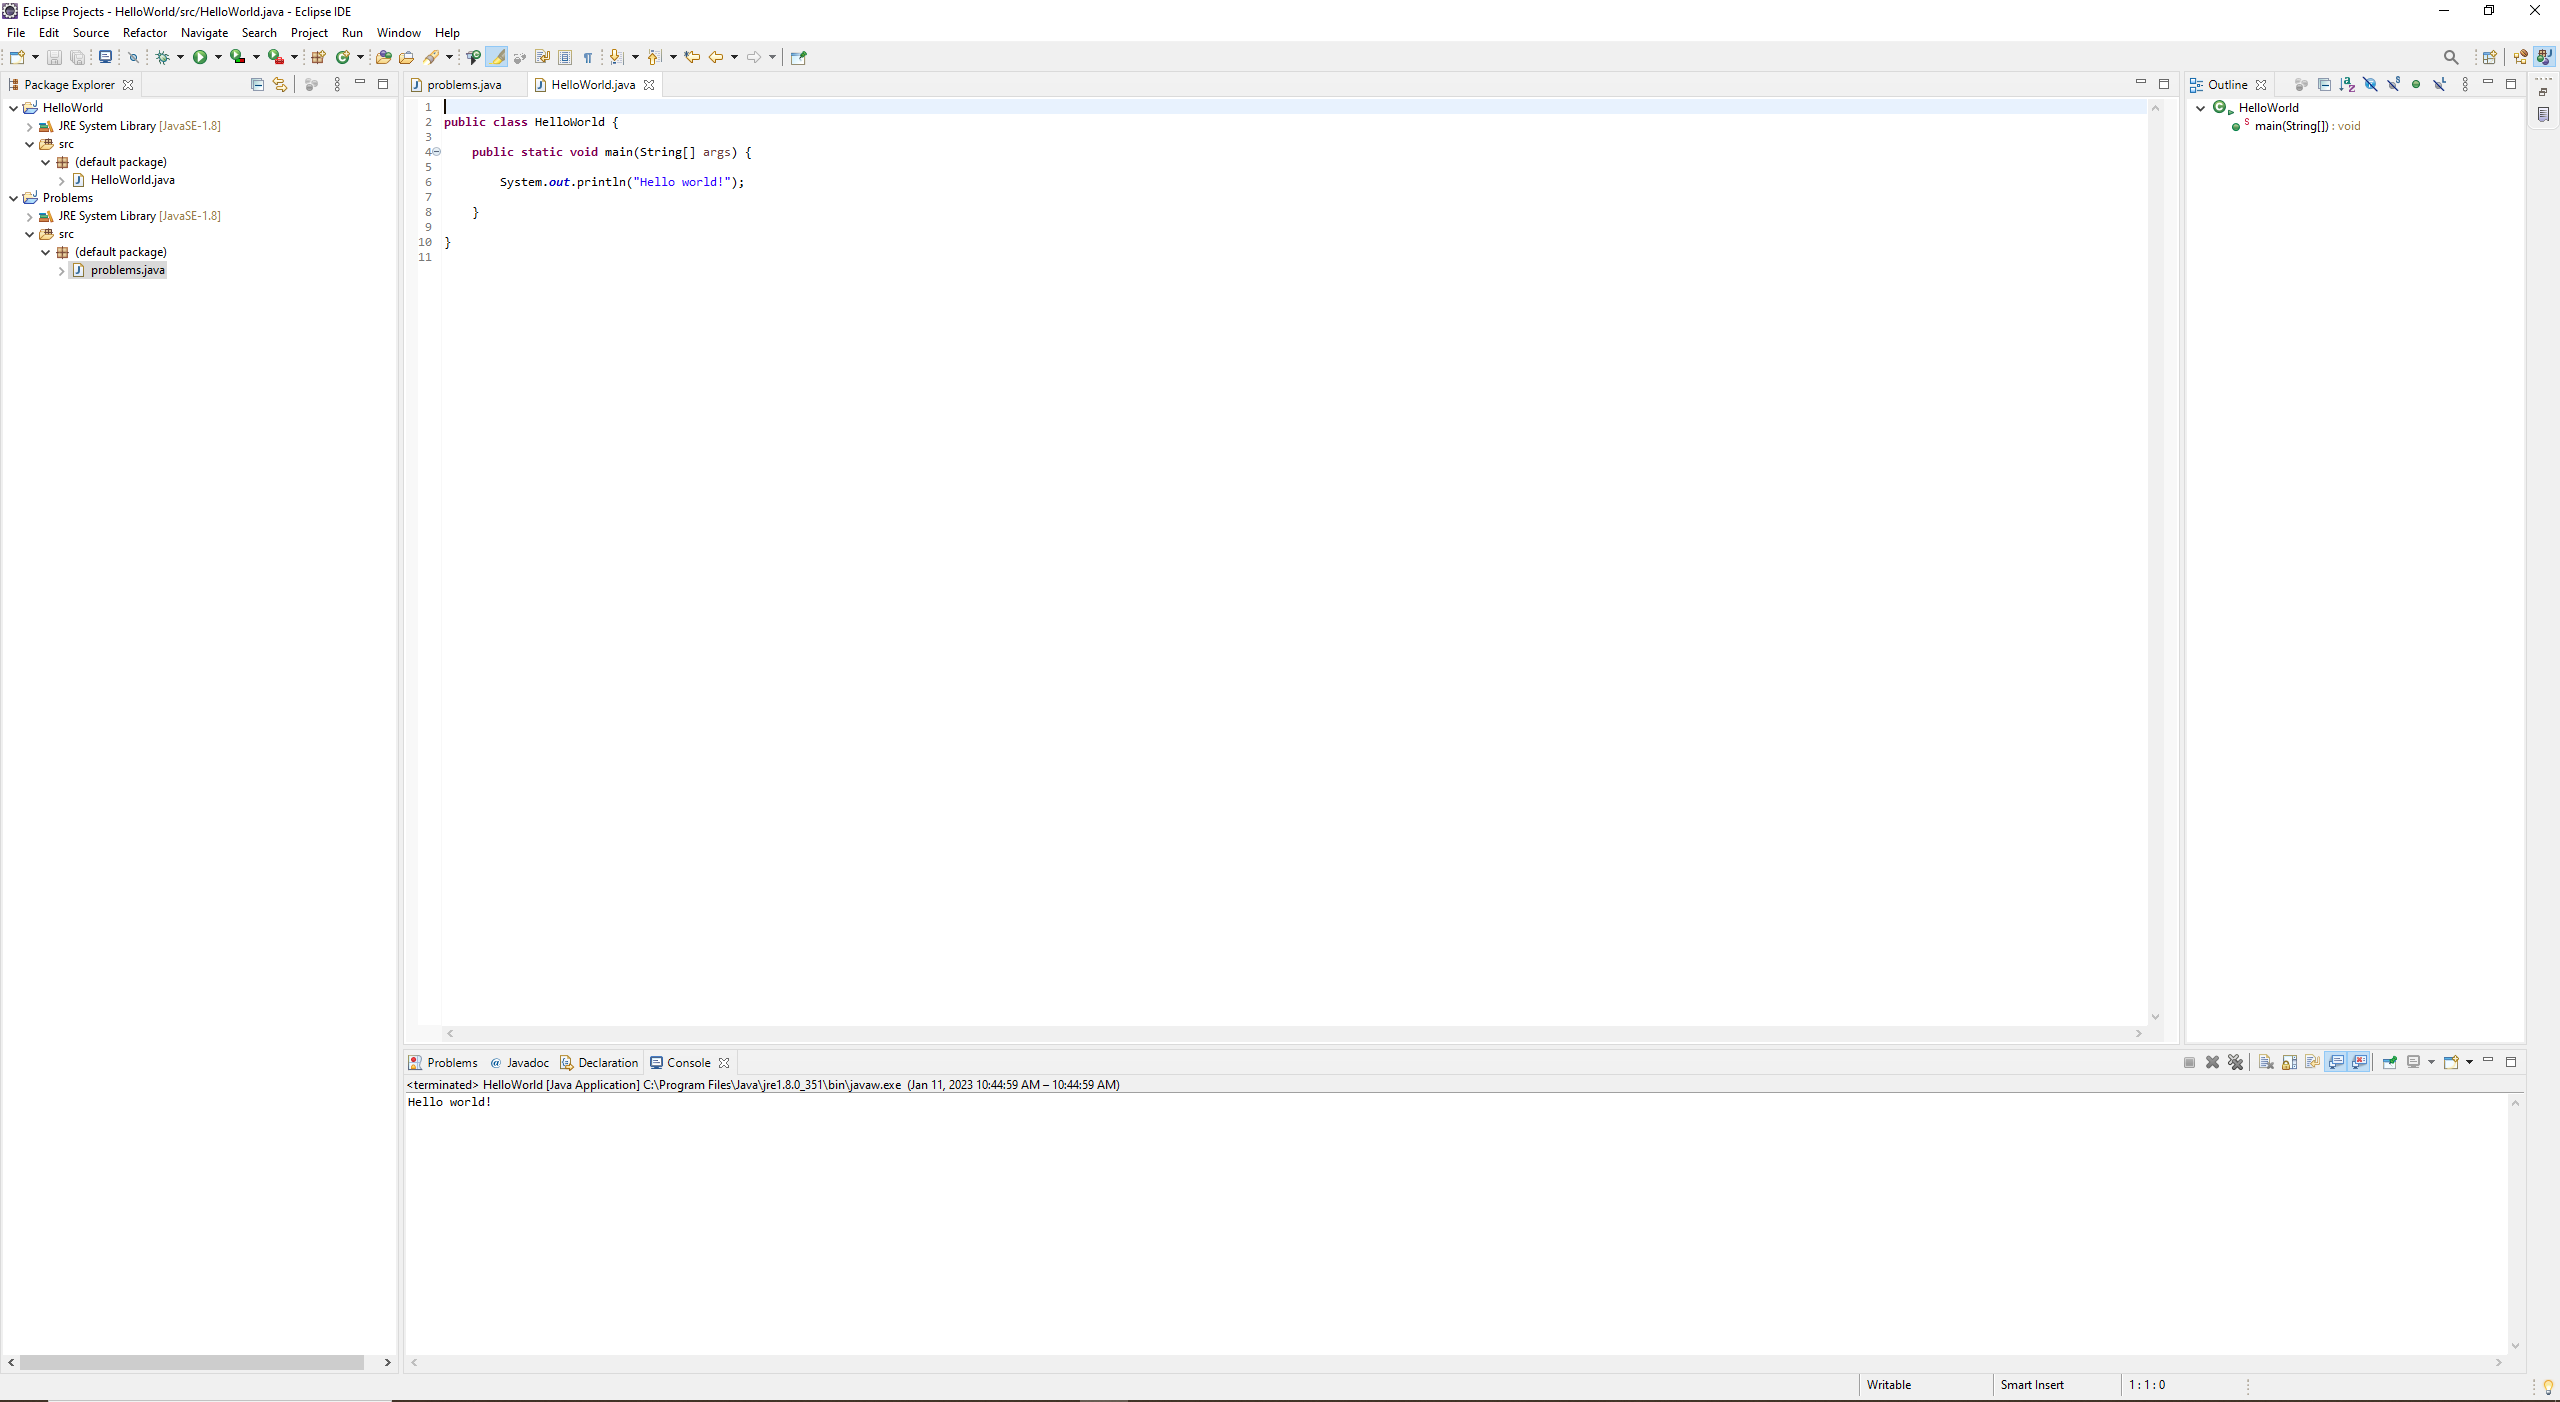 Eclipse Projects - HelloWorld/src/HelloWorld.java - Eclipse IDE
File Edit Source Refactor Navigate Search Project Run Window Help
Package Explorer
HelloWorld
JRE System Library [JavaSE-1.8]
src
(default package)
HelloWorld.java
Problems
JRE System Library [JavaSE-1.8]
src
(default package)
problems.java
problems.java HelloWorld.java
1
2 public class HelloWorld {
3
4 public static void main(String[] args) {
5
6 System.out.println("Hello world!");
7
8 }
9
10 }
11
Outline
HelloWorld
main(String[]) : void
Problems Javadoc Declaration Console
<terminated> HelloWorld [Java Application] C:\Program Files\Java\jre1.8.0_351\bin\javaw.exe (Jan 11, 2023 10:44:59 AM – 10:44:59 AM)
Hello world!
Writable Smart Insert 1 : 1 : 0